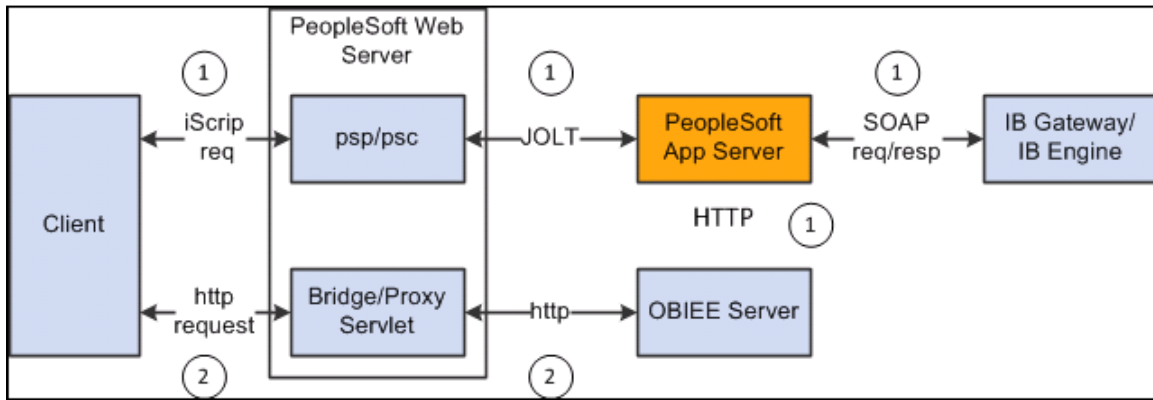 PeopleSoft Web
Server
1
1
1
iScrip
req
psp/psc
JOLT
PeopleSoft
App Server
SOAP
req/resp
IB Gateway/
IB Engine
Client
HTTP
1
http
request
Bridge/Proxy
Servlet
http
OBIEE Server
2
2